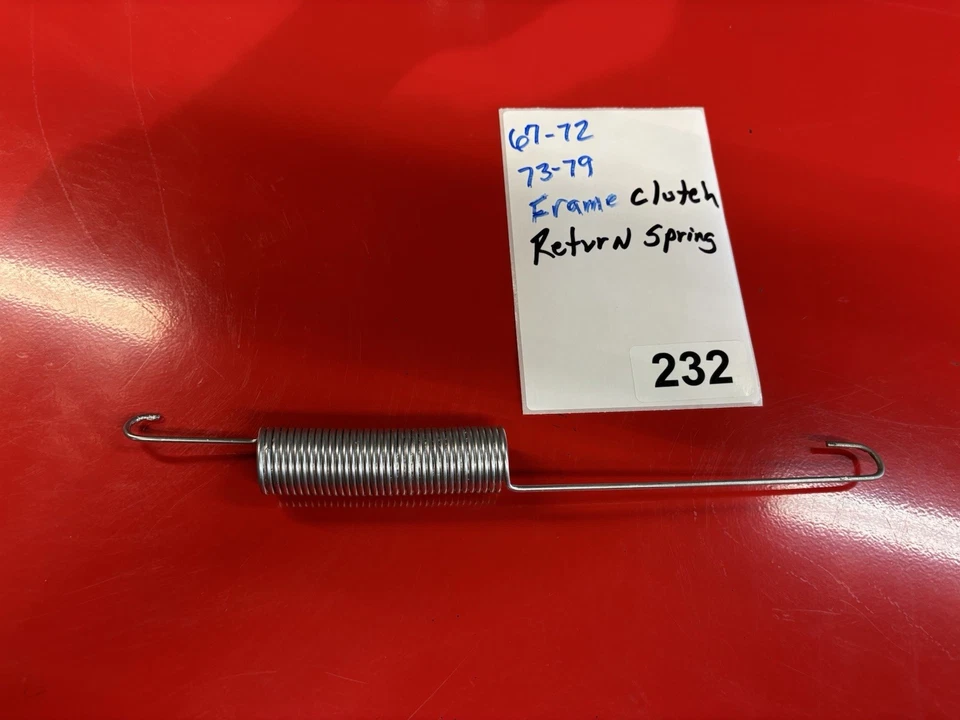 67-72
73-79
Frame Clutch
Return Spring
232